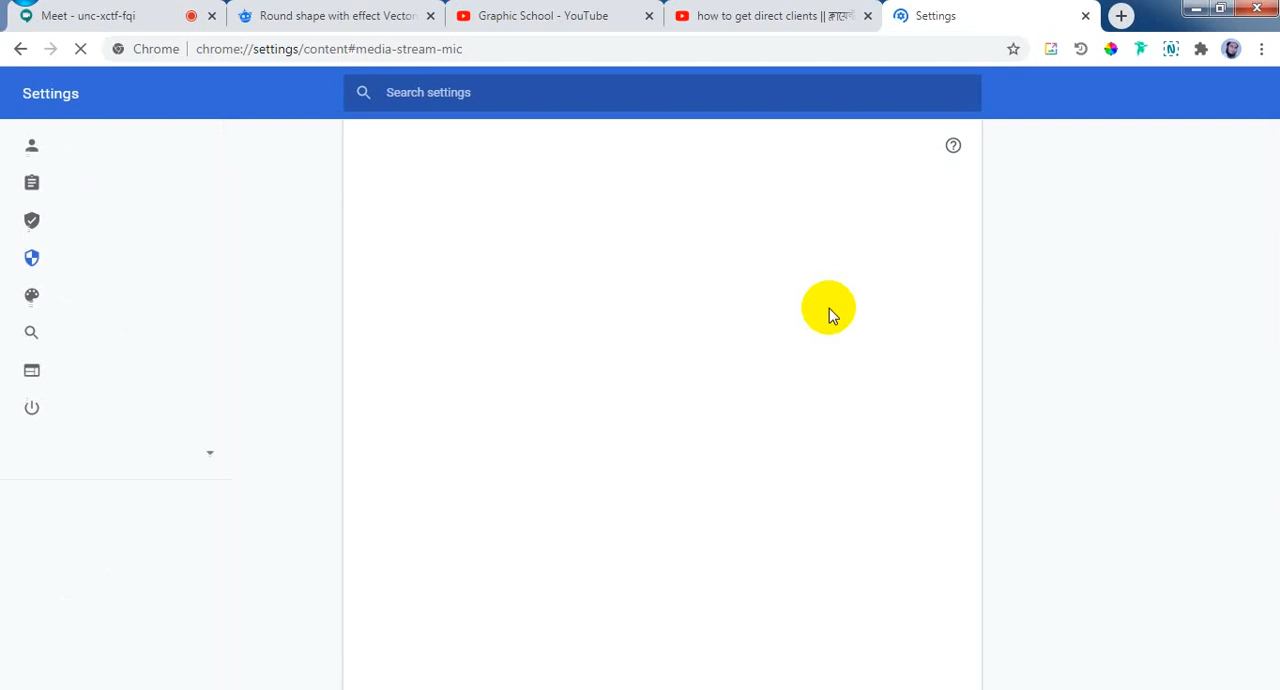 Meet - unc-xctf-fqi
Round shape with effect Vector
Graphic School - YouTube
how to get direct clients ||
Settings
Chrome
chrome://settings/content#media-stream-mic
Settings
Search settings